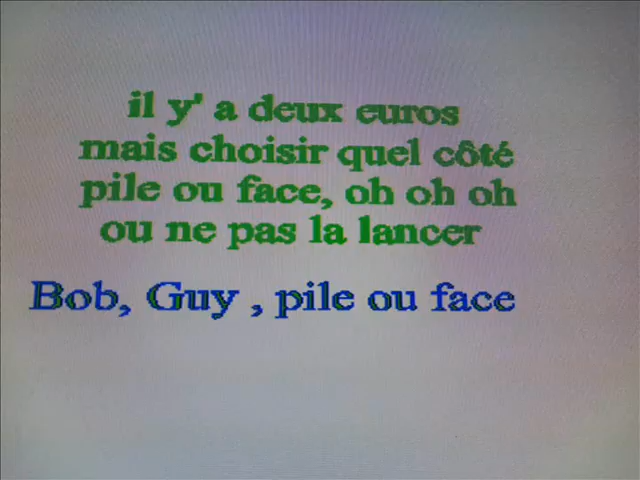 il y' a deux euros
mais choisir quel côté
pile ou face, oh oh oh
ou ne pas la lancer
Bob, Guy , pile ou face